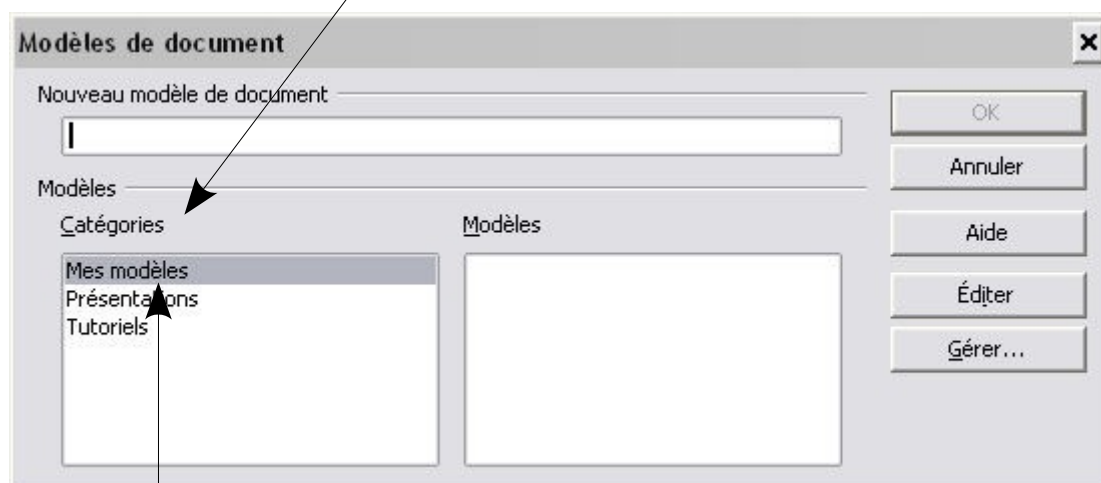 Modèles de document
Nouveau modèle de document
OK
Annuler
Modèles
Catégories
Modèles
Aide
Mes modèles
Présentations
Tutoriels
Éditer
Gérer...